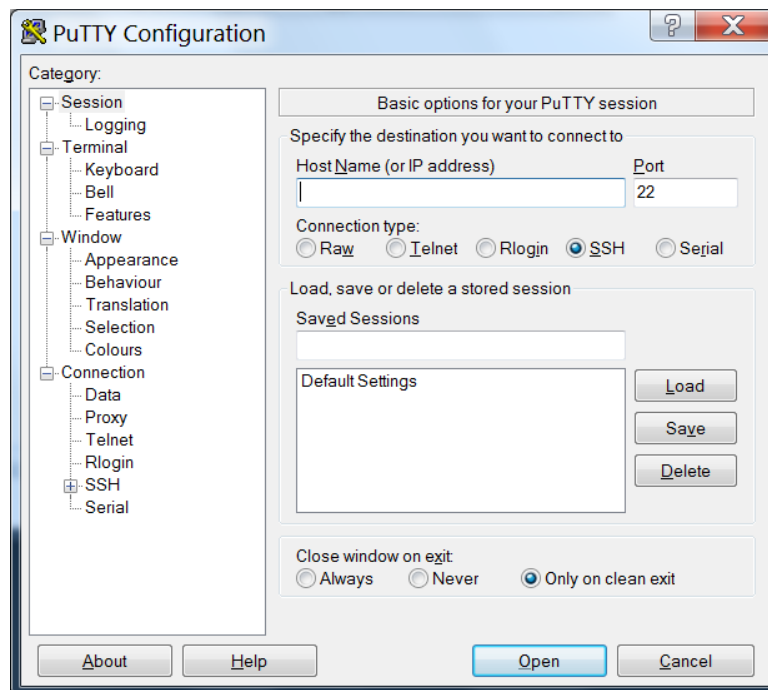 PuTTY Configuration
Category:
Session
Logging
Terminal
Keyboard
Bell
Features
Window
Appearance
Behaviour
Translation
Selection
Colours
Connection
Data
Proxy
Telnet
Rlogin
SSH
Serial
Basic options for your PuTTY session
Specify the destination you want to connect to
Host Name (or IP address) Port
22
Connection type:
Raw Telnet Rlogin SSH Serial
Load, save or delete a stored session
Saved Sessions
Default Settings
Load
Save
Delete
Close window on exit:
Always Never Only on clean exit
About Help Open Cancel